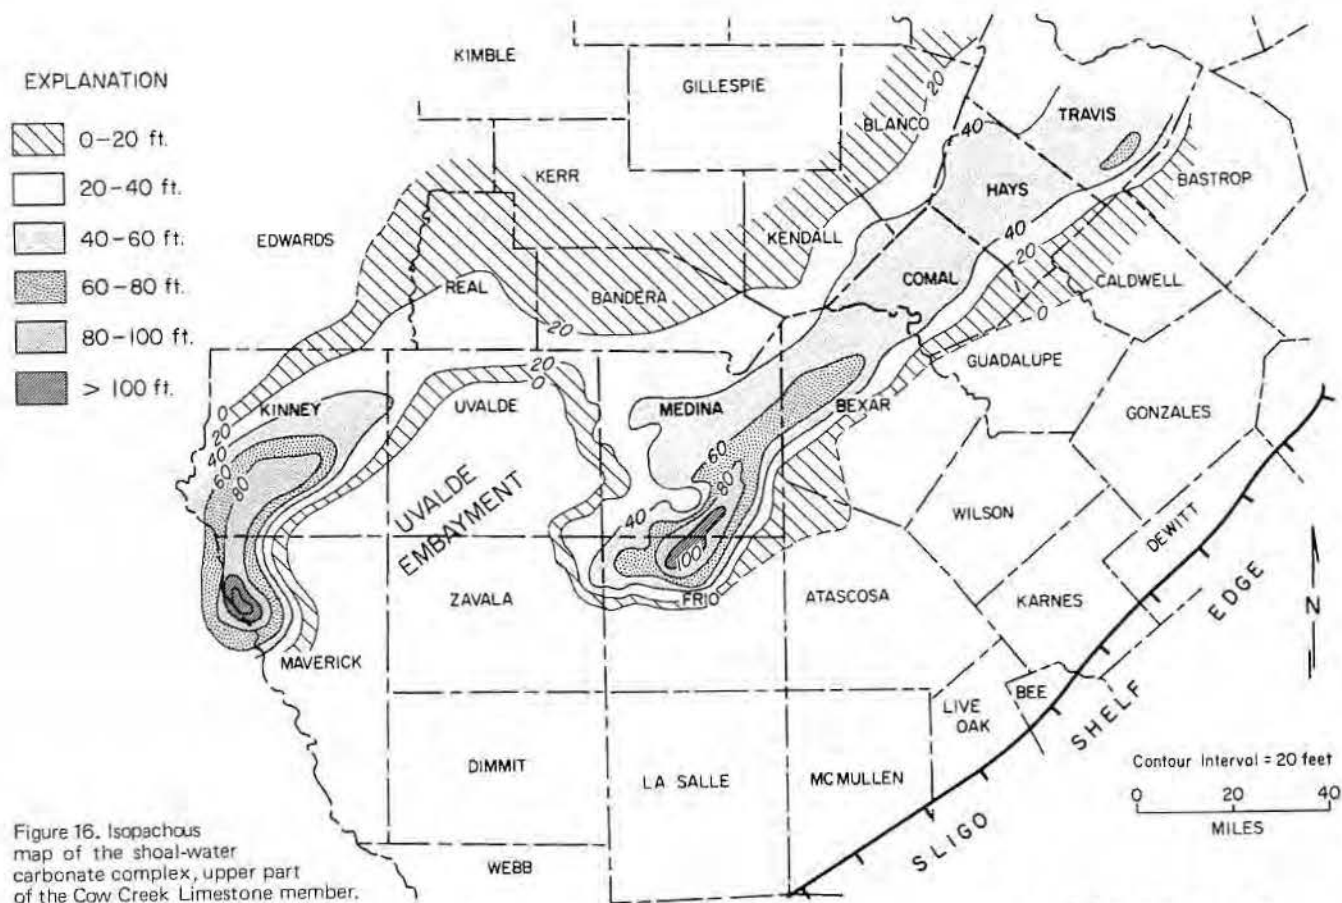 EXPLANATION
0-20 ft.
20-40 ft.
40-60 ft.
60-80 ft.
80-100 ft.
> 100 ft.
KIMBLE
GILLESPIE
BLANCO
20
40
TRAVIS
KERR
HAYS
BASTROP
EDWARDS
KENDALL
40
20
REAL
BANDERA
COMAL
CALDWELL
20
0
20
0
GUADALUPE
0
20
KINNEY
UVALDE
MEDINA
BEXAR
GONZALES
40
60
80
60
80
UVALDE
EMBAYMENT
40
100
WILSON
DEWITT
ZAVALA
FRIO
ATASCOSA
KARNES
EDGE
N
MAVERICK
BEE
LIVE
OAK
SHELF
DIMMIT
LA SALLE
MCMULLEN
Contour Interval = 20 feet
0 20 40
MILES
SLIGO
WEBB
Figure 16. Isopachous
map of the shoal-water
carbonate complex, upper part
of the Cow Creek Limestone member.